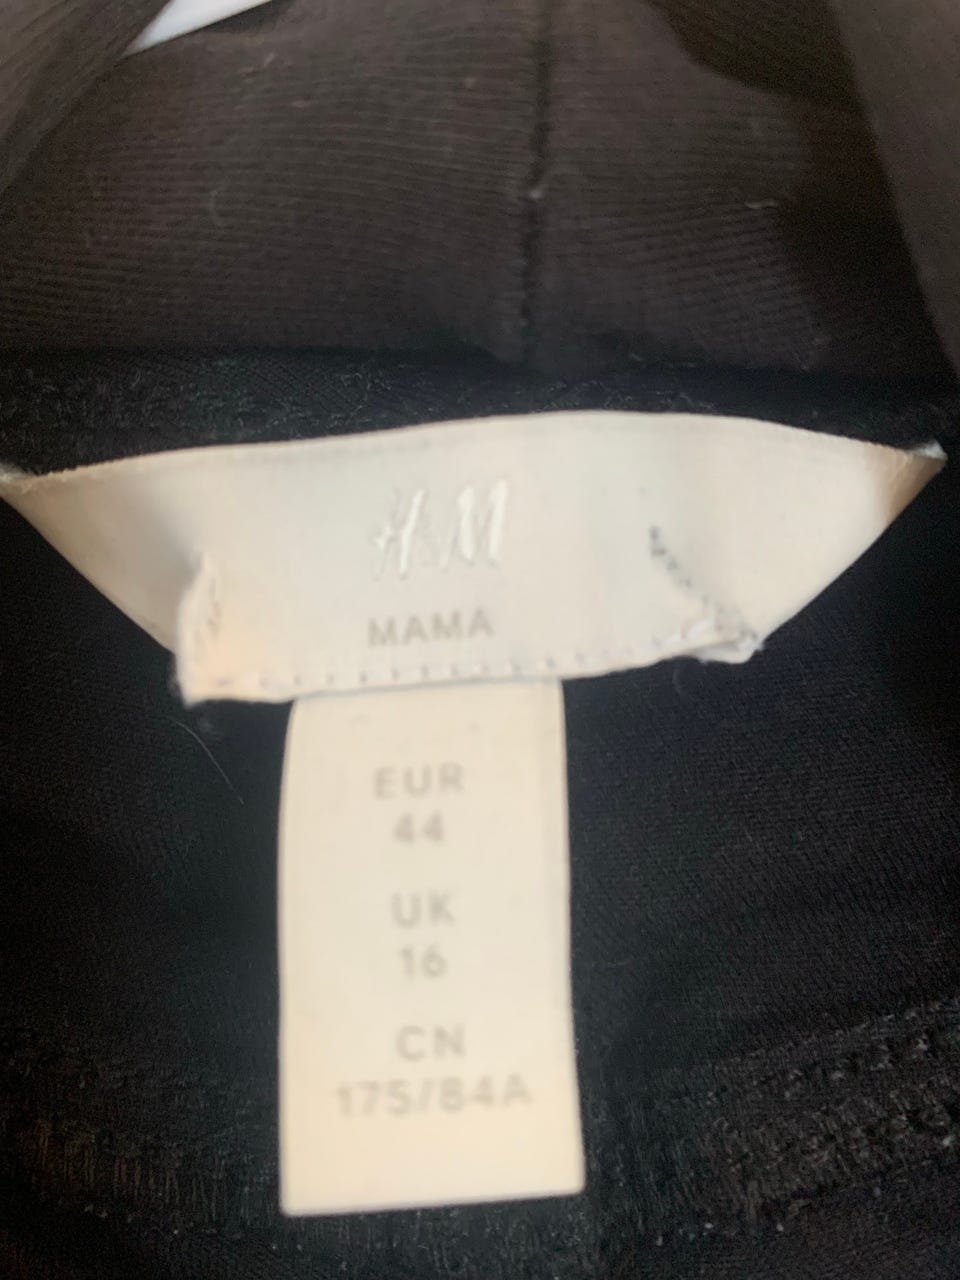 H&M
MAMA
EUR
44
UK
16
CN
175/84A